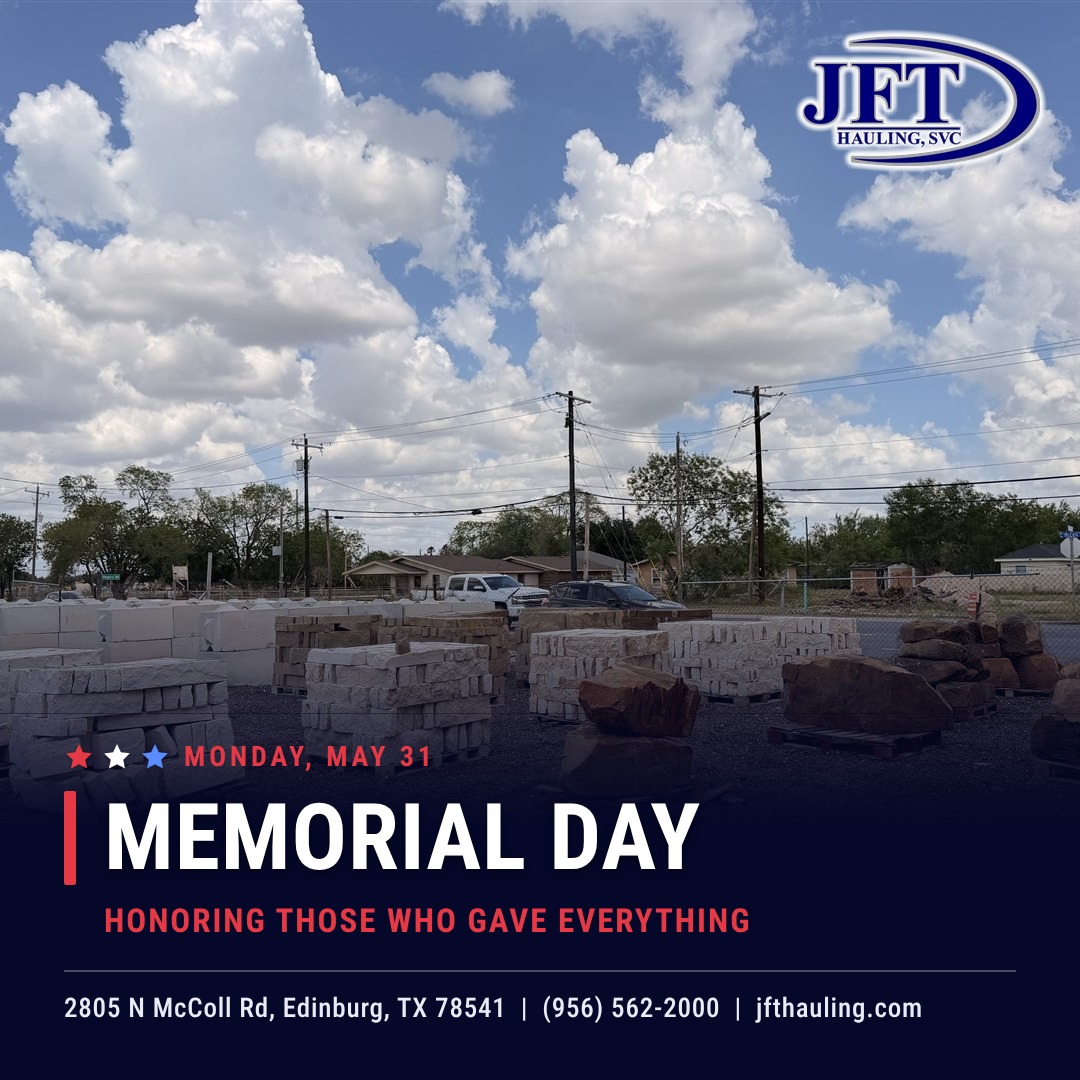 JFT
HAULING, SVC
MONDAY, MAY 31
MEMORIAL DAY
HONORING THOSE WHO GAVE EVERYTHING
2805 N McColl Rd, Edinburg, TX 78541 | (956) 562-2000 | jfthauling.com